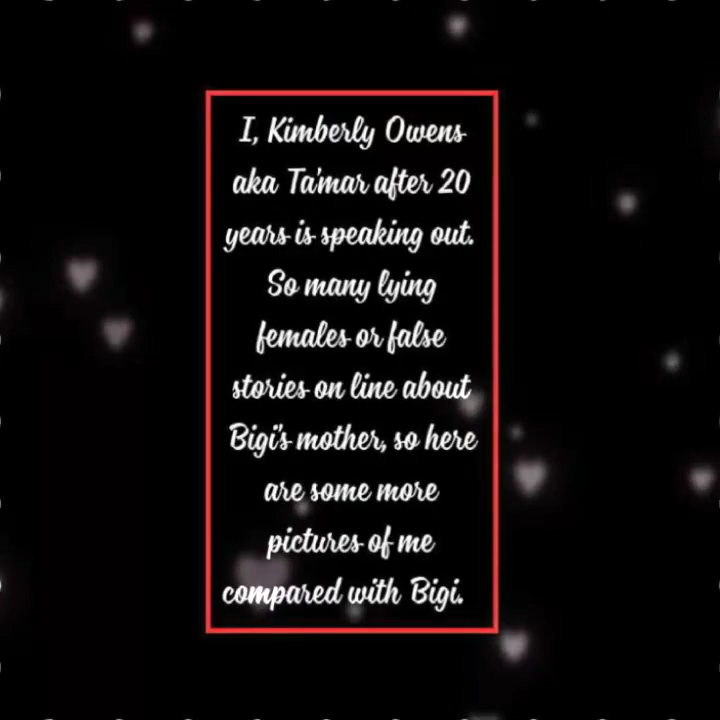 I, Kimberly Owens
aka Ta'mar after 20
years is speaking out.
So many lying
females or false
stories on line about
Bigi's mother, so here
are some more
pictures of me
compared with Bigi.